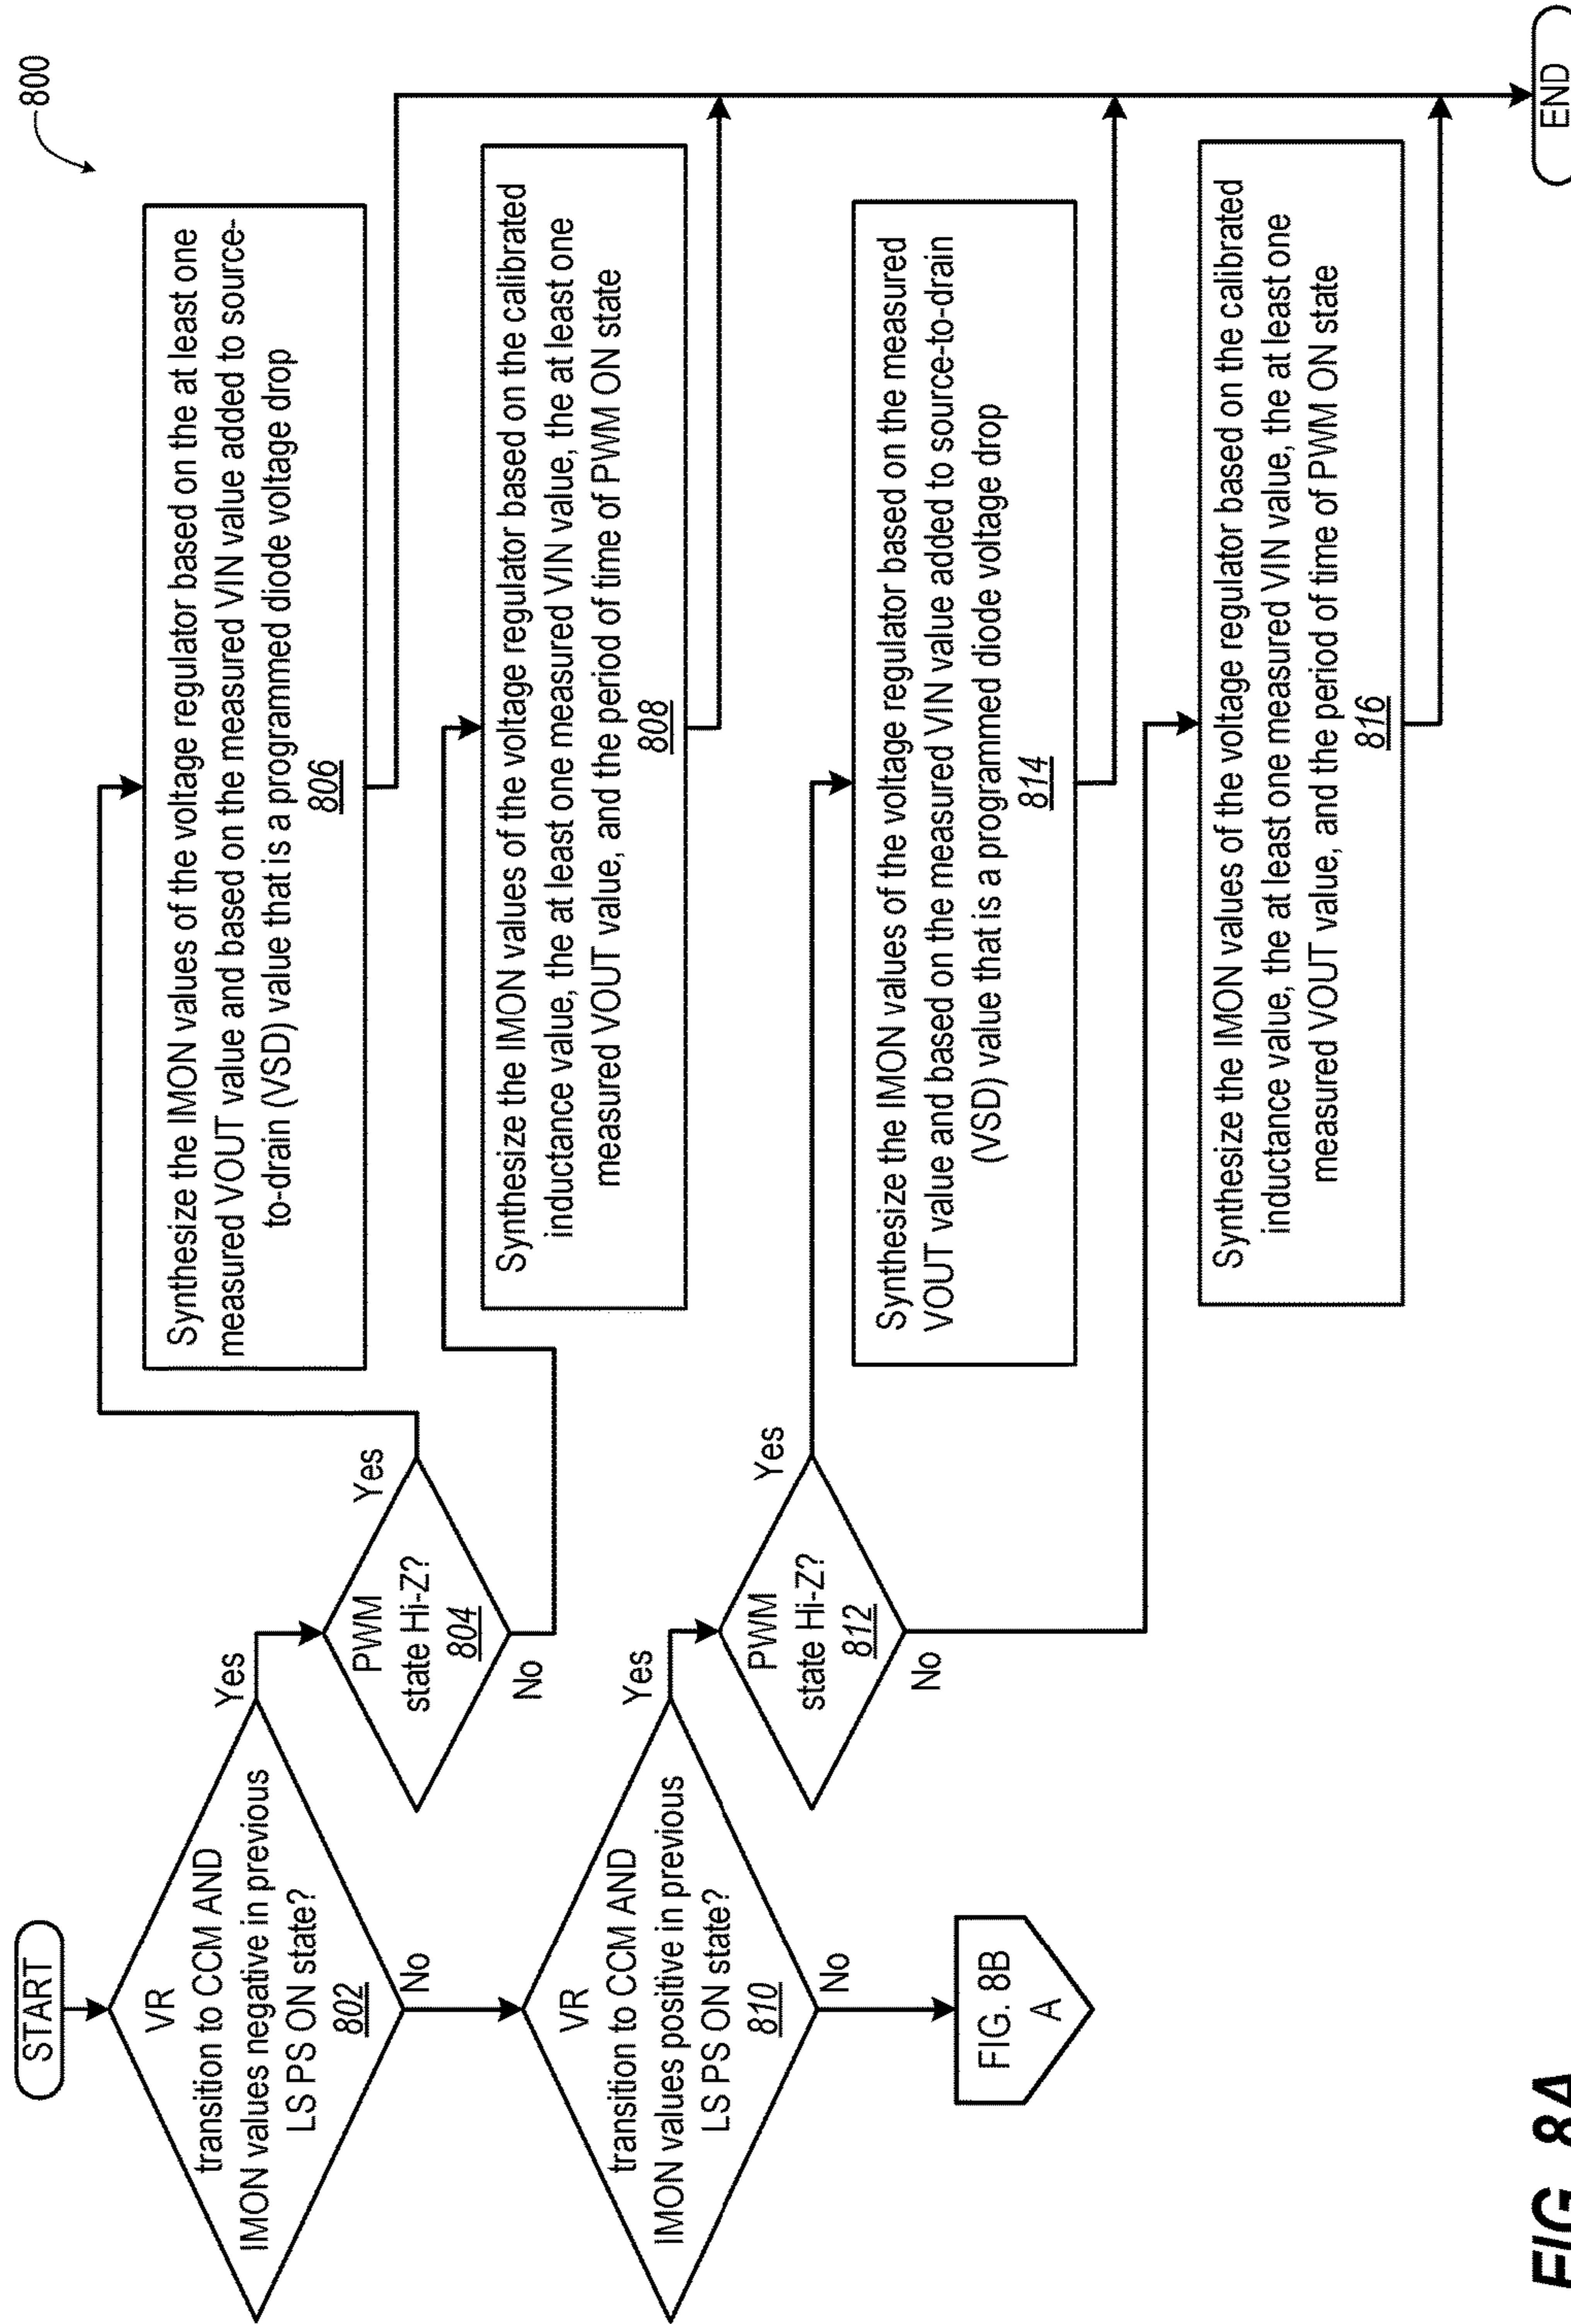 800
START
VR
transition to CCM AND
IMON values negative in previous
LS PS ON state?
802
Yes
No
PWM
state Hi-Z?
804
Yes
No
Synthesize the IMON values of the voltage regulator based on the at least one
measured VOUT value and based on the measured VIN value added to source-
to-drain (VSD) value that is a programmed diode voltage drop
806
Synthesize the IMON values of the voltage regulator based on the calibrated
inductance value, the at least one measured VIN value, the at least one
measured VOUT value, and the period of time of PWM ON state
808
VR
transition to CCM AND
IMON values positive in previous
LS PS ON state?
810
Yes
No
PWM
state Hi-Z?
812
Yes
No
Synthesize the IMON values of the voltage regulator based on the measured
VOUT value and based on the measured VIN value added to source-to-drain
(VSD) value that is a programmed diode voltage drop
814
Synthesize the IMON values of the voltage regulator based on the calibrated
inductance value, the at least one measured VIN value, the at least one
measured VOUT value, and the period of time of PWM ON state
816
FIG. 8B
A
END
FIG. 8A